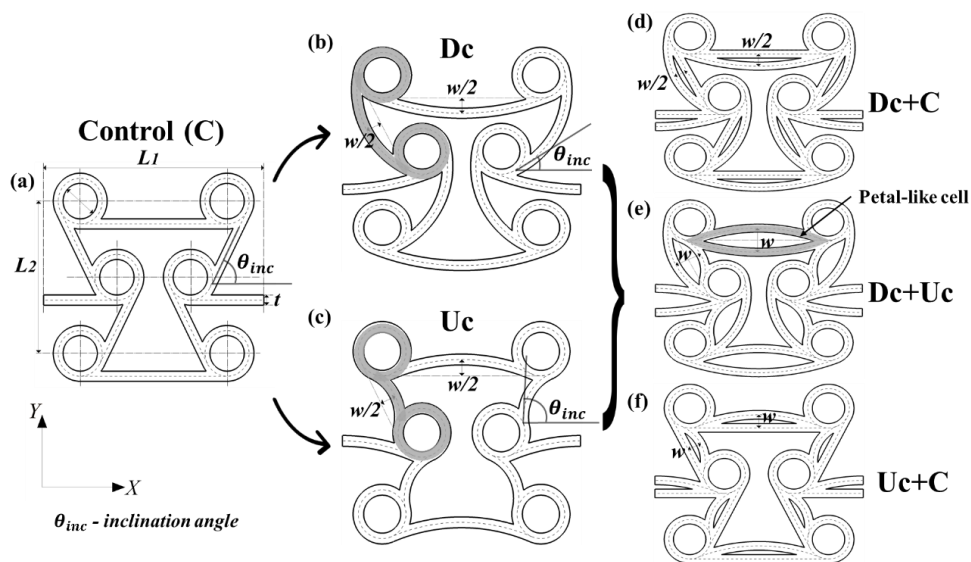 Control (C)
(a)
L1
L2
θinc
t
Y
X
θinc - inclination angle
(b)
Dc
w/2
w/2
θinc
(c)
Uc
w/2
w/2
θinc
(d)
w/2
w/2
Dc+C
(e)
Petal-like cell
w
w
Dc+Uc
(f)
w
w
Uc+C